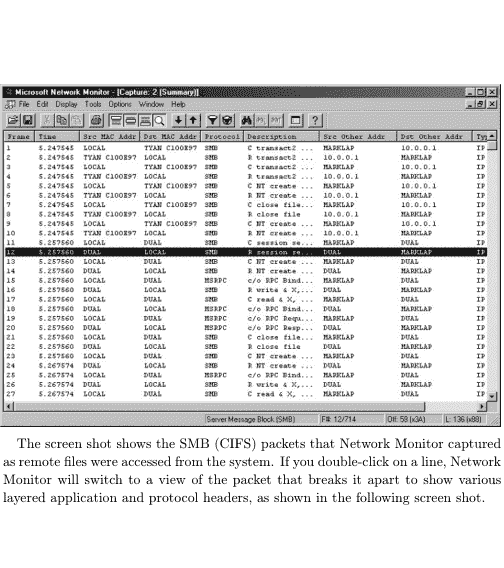 Microsoft Network Monitor - [Capture: 2 (Summary)]
File Edit Display Tools Options Window Help
Frame Time Src MAC Addr Dst MAC Addr Protocol Description Src Other Addr Dst Other Addr Typ
1 5.247545 LOCAL TYAN C100E97 SMB C transact2 ... MARKLAP 10.0.0.1 IP
2 5.247545 TYAN C100E97 LOCAL SMB R transact2 ... 10.0.0.1 MARKLAP IP
3 5.247545 LOCAL TYAN C100E97 SMB C transact2 ... MARKLAP 10.0.0.1 IP
4 5.247545 TYAN C100E97 LOCAL SMB R transact2 ... 10.0.0.1 MARKLAP IP
5 5.247545 LOCAL TYAN C100E97 SMB C NT create ... MARKLAP 10.0.0.1 IP
6 5.247545 TYAN C100E97 LOCAL SMB R NT create ... 10.0.0.1 MARKLAP IP
7 5.247545 LOCAL TYAN C100E97 SMB C close file... MARKLAP 10.0.0.1 IP
8 5.247545 TYAN C100E97 LOCAL SMB R close file 10.0.0.1 MARKLAP IP
9 5.247545 LOCAL TYAN C100E97 SMB C NT create ... MARKLAP 10.0.0.1 IP
10 5.247545 TYAN C100E97 LOCAL SMB R NT create ... 10.0.0.1 MARKLAP IP
11 5.257560 LOCAL DUAL SMB C session se... MARKLAP DUAL IP
12 5.257560 DUAL LOCAL SMB R session se... DUAL MARKLAP IP
13 5.257560 LOCAL DUAL SMB C NT create ... MARKLAP DUAL IP
14 5.257560 DUAL LOCAL SMB R NT create ... DUAL MARKLAP IP
15 5.257560 LOCAL DUAL MSRPC c/o RPC Bind... MARKLAP DUAL IP
16 5.257560 DUAL LOCAL SMB R write & X,... DUAL MARKLAP IP
17 5.257560 LOCAL DUAL SMB C read & X, ... MARKLAP DUAL IP
18 5.257560 DUAL LOCAL MSRPC c/o RPC Bind... DUAL MARKLAP IP
19 5.257560 LOCAL DUAL MSRPC c/o RPC Requ... MARKLAP DUAL IP
20 5.257560 DUAL LOCAL MSRPC c/o RPC Resp... DUAL MARKLAP IP
21 5.257560 LOCAL DUAL SMB C close file... MARKLAP DUAL IP
22 5.257560 DUAL LOCAL SMB R close file DUAL MARKLAP IP
23 5.257560 LOCAL DUAL SMB C NT create ... MARKLAP DUAL IP
24 5.267574 DUAL LOCAL SMB R NT create ... DUAL MARKLAP IP
25 5.267574 LOCAL DUAL MSRPC c/o RPC Bind... MARKLAP DUAL IP
26 5.267574 DUAL LOCAL SMB R write & X,... DUAL MARKLAP IP
27 5.267574 LOCAL DUAL SMB C read & X, ... MARKLAP DUAL IP
Server Message Block (SMB) F#: 12/714 Off: 58 (x3A) L: 136 (x88)
The screen shot shows the SMB (CIFS) packets that Network Monitor captured
as remote files were accessed from the system. If you double-click on a line, Network
Monitor will switch to a view of the packet that breaks it apart to show various
layered application and protocol headers, as shown in the following screen shot.